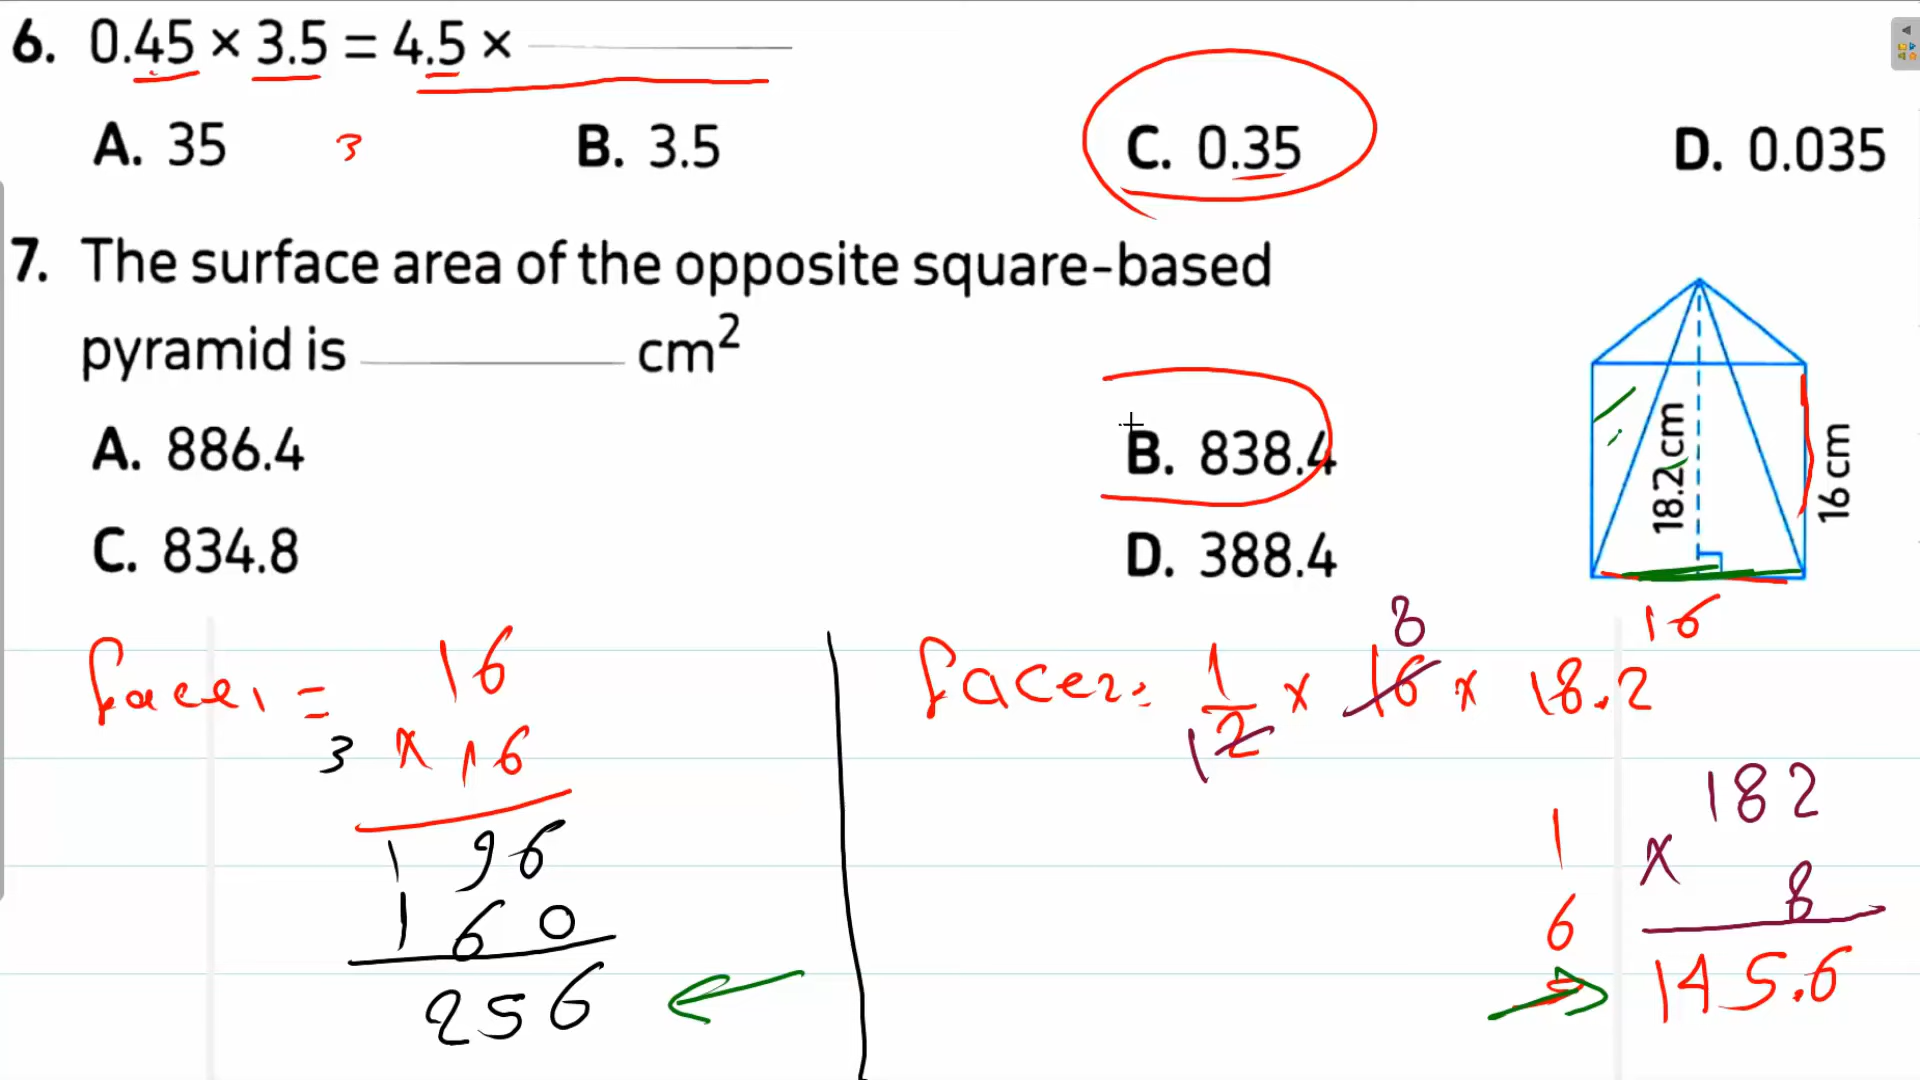 6. 0.45 × 3.5 = 4.5 ×
A. 35 3 B. 3.5 C. 0.35 D. 0.035
7. The surface area of the opposite square-based
pyramid is cm²
A. 886.4 B. 838.4
C. 834.8 D. 388.4
18.2 cm
16 cm
16
face1 = 16
3 × 16
196
160
256
8
face2 = 1/2 × 16 × 18.2
1
182
1 × 8
6
145.6